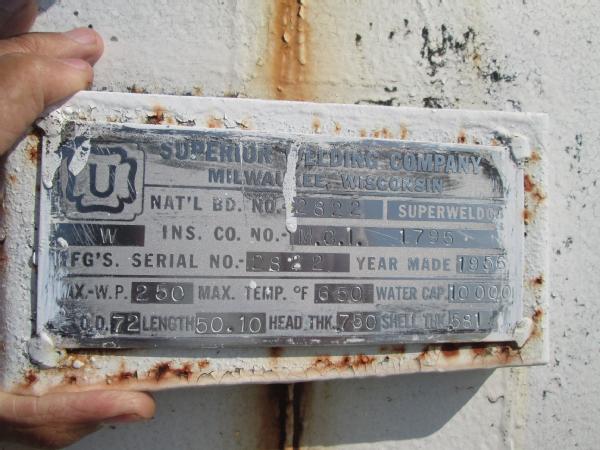 U
SUPERIOR WELDING COMPANY
MILWAUKEE, WISCONSIN
NAT'L BD. NO. 2822 SUPERWELD
W INS. CO. NO.- M.C.I. 1795
MFG'S. SERIAL NO.- 2822 YEAR MADE 1955
MAX.-W.P. 250 MAX. TEMP. °F 650 WATER CAP. 10000
O.D. 72 LENGTH 50.10 HEAD THK. 750 SHELL THK. 581